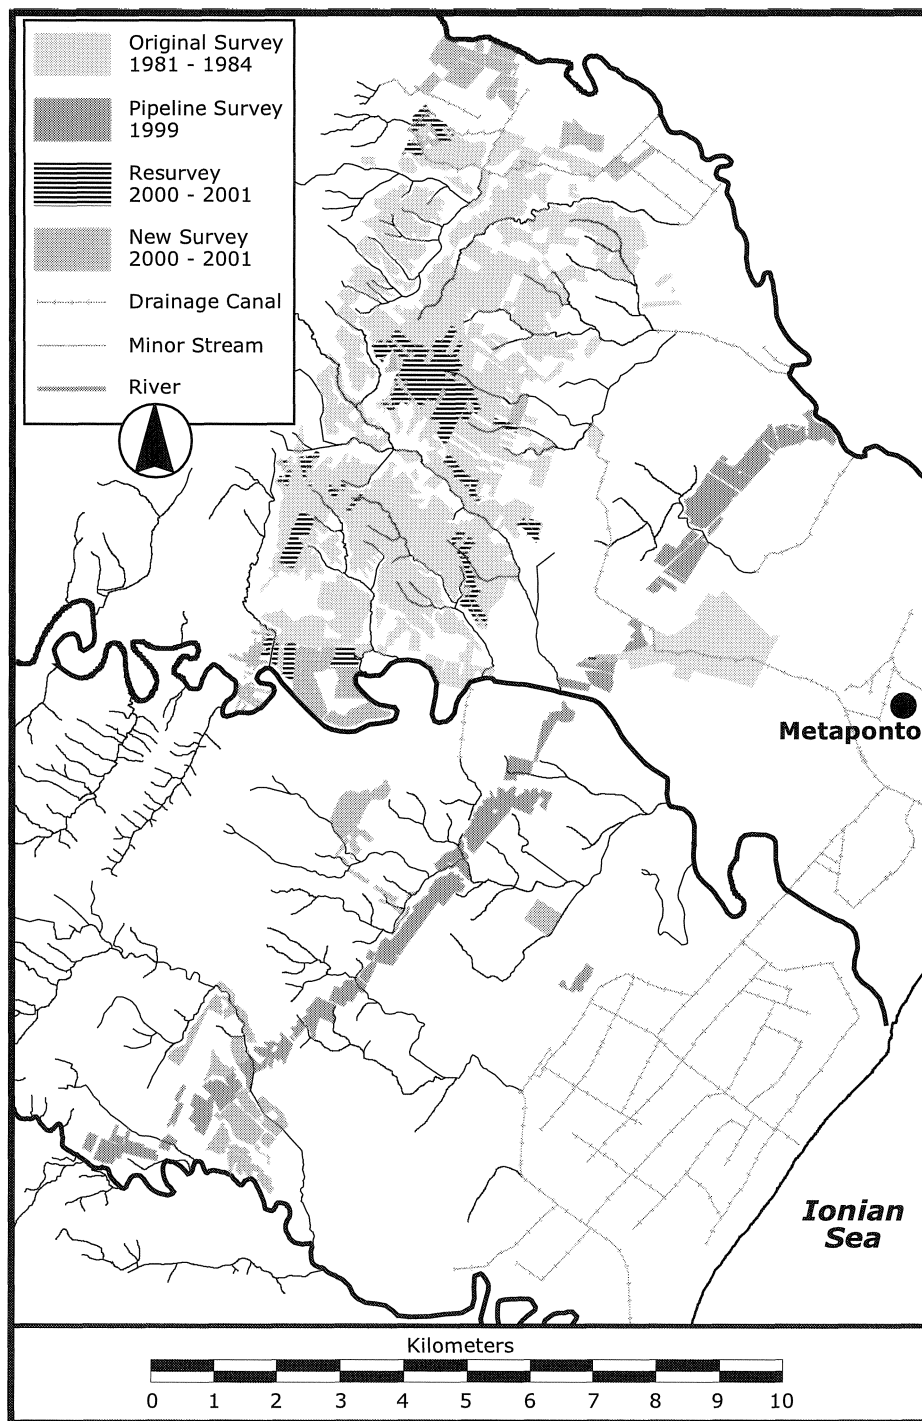 Original Survey
1981 - 1984
Pipeline Survey
1999
Resurvey
2000 - 2001
New Survey
2000 - 2001
Drainage Canal
Minor Stream
River
Metaponto
Ionian
Sea
Kilometers
0 1 2 3 4 5 6 7 8 9 10